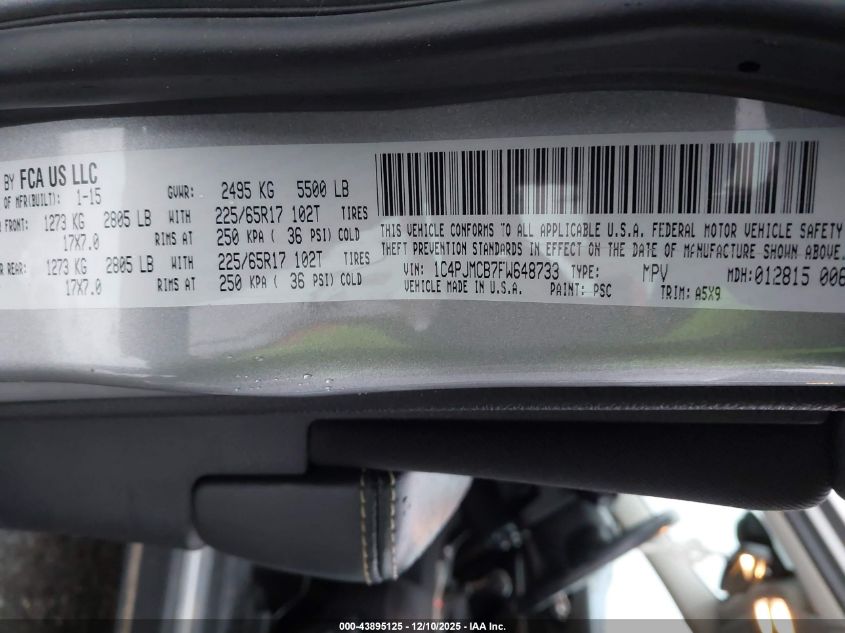 BY FCA US LLC
OF MFR(BUILT): 1-15
GVWR: 2495 KG 5500 LB
FRONT: 1273 KG 2805 LB WITH 225/65R17 102T TIRES
17X7.0 RIMS AT 250 KPA ( 36 PSI) COLD
REAR: 1273 KG 2805 LB WITH 225/65R17 102T TIRES
17X7.0 RIMS AT 250 KPA ( 36 PSI) COLD
THIS VEHICLE CONFORMS TO ALL APPLICABLE U.S.A. FEDERAL MOTOR VEHICLE SAFETY
THEFT PREVENTION STANDARDS IN EFFECT ON THE DATE OF MANUFACTURE SHOWN ABOVE.
VIN: 1C4PJMCB7FW648733 TYPE: MPV MDH:012815 006
VEHICLE MADE IN U.S.A. PAINT: PSC TRIM: A5X9
000-43895125 - 12/10/2025 - IAA Inc.